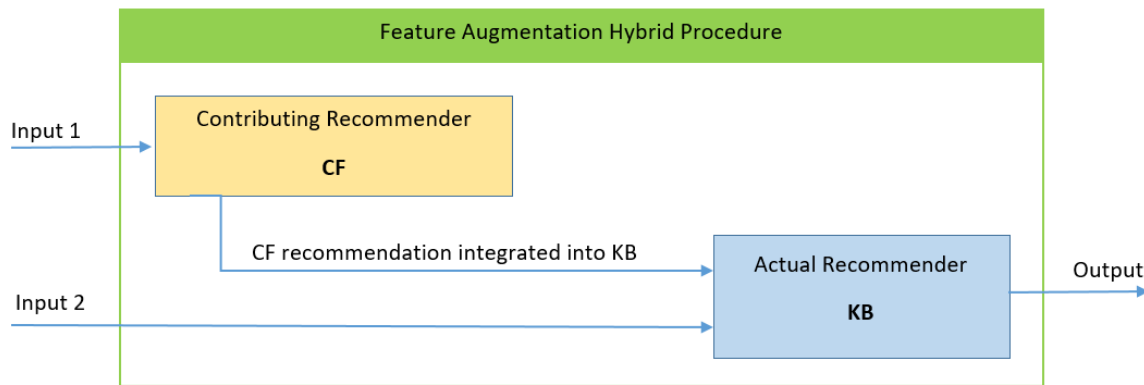 Feature Augmentation Hybrid Procedure
Contributing Recommender
Input 1
CF
CF recommendation integrated into KB
Actual Recommender
Output
Input 2
KB